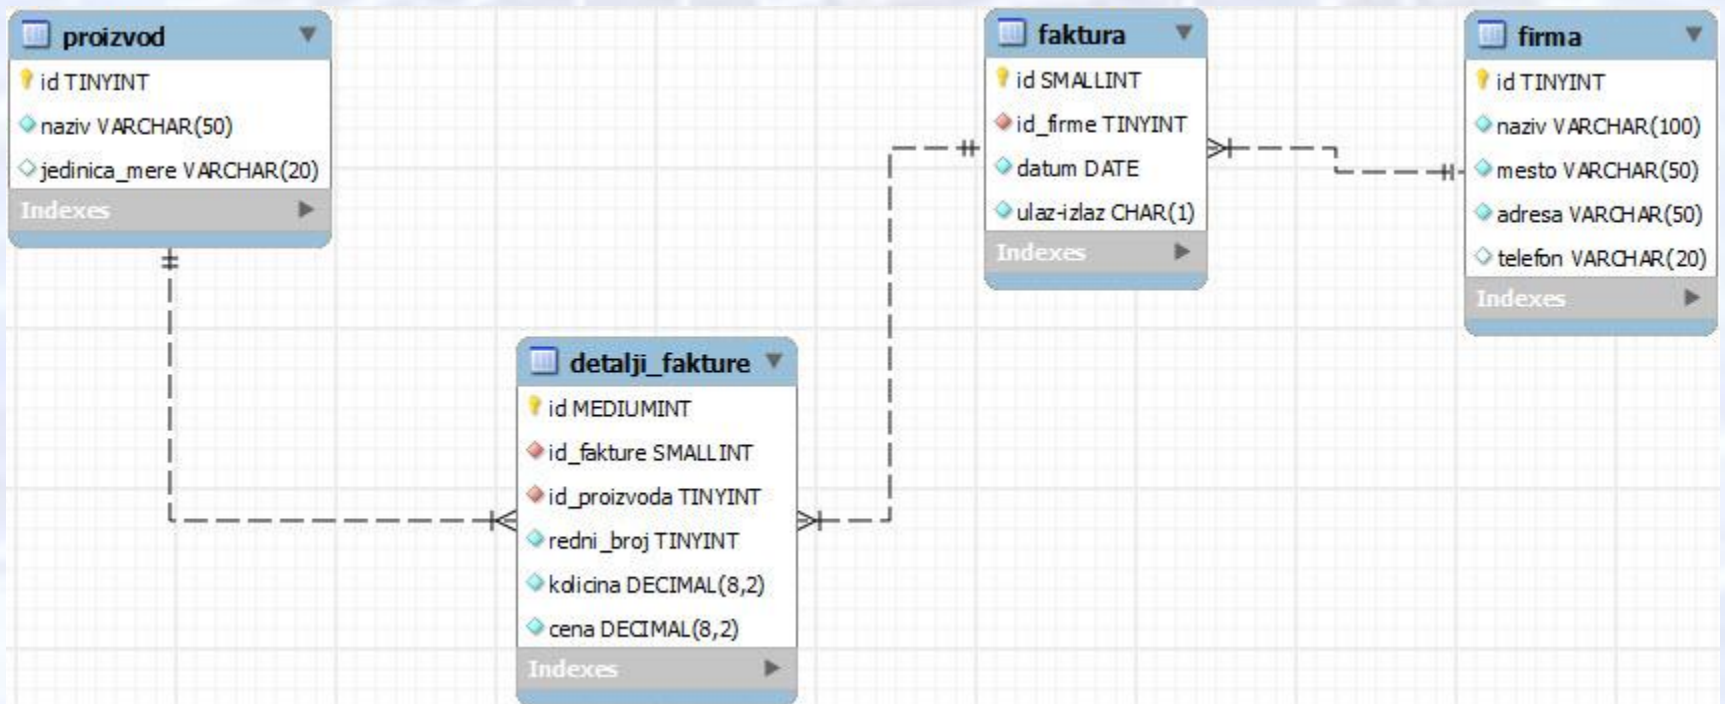 proizvod
id TINYINT
naziv VARCHAR(50)
jedinica_mere VARCHAR(20)
Indexes
faktura
id SMALLINT
id_firme TINYINT
datum DATE
ulaz-izlaz CHAR(1)
Indexes
firma
id TINYINT
naziv VARCHAR(100)
mesto VARCHAR(50)
adresa VARCHAR(50)
telefon VARCHAR(20)
Indexes
detalji_fakture
id MEDIUMINT
id_fakture SMALLINT
id_proizvoda TINYINT
redni_broj TINYINT
kolicina DECIMAL(8,2)
cena DECIMAL(8,2)
Indexes